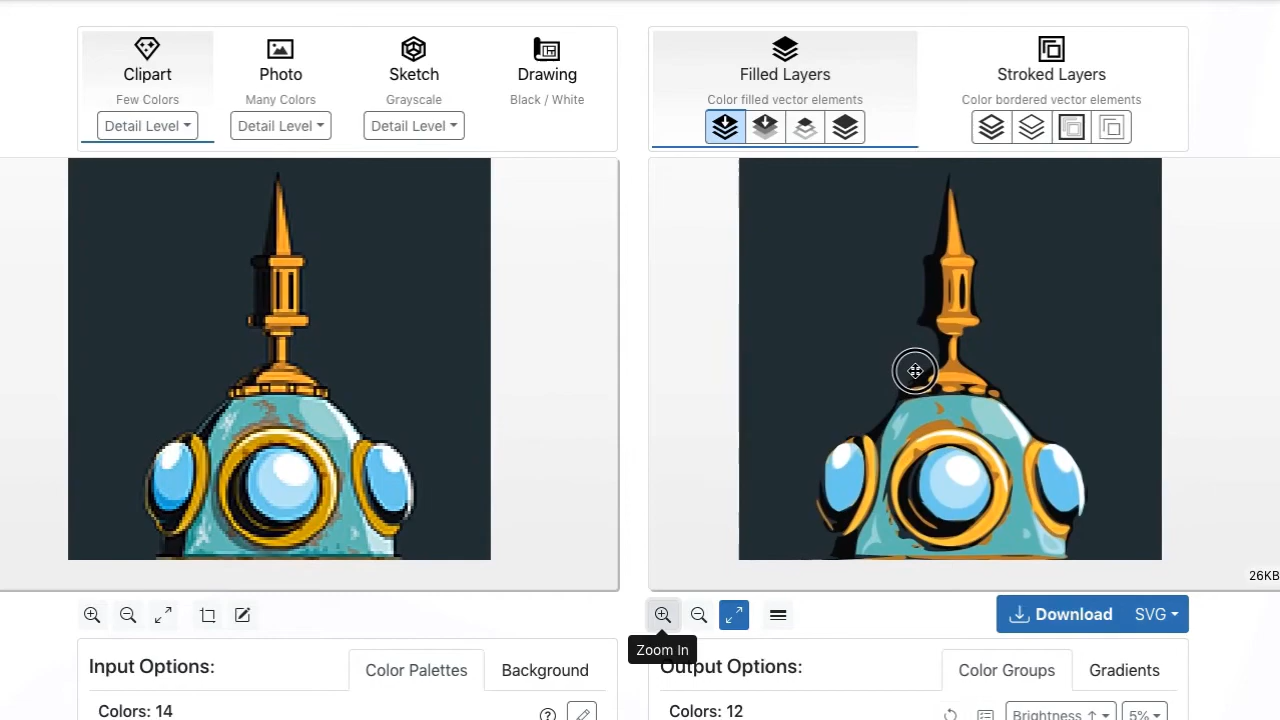 Clipart
Few Colors
Detail Level
Photo
Many Colors
Detail Level
Sketch
Grayscale
Detail Level
Drawing
Black / White
Filled Layers
Color filled vector elements
Stroked Layers
Color bordered vector elements
26KB
Download SVG
Zoom In
Input Options:
Color Palettes
Background
Colors: 14
Output Options:
Color Groups
Gradients
Colors: 12
Brightness ↑
5%